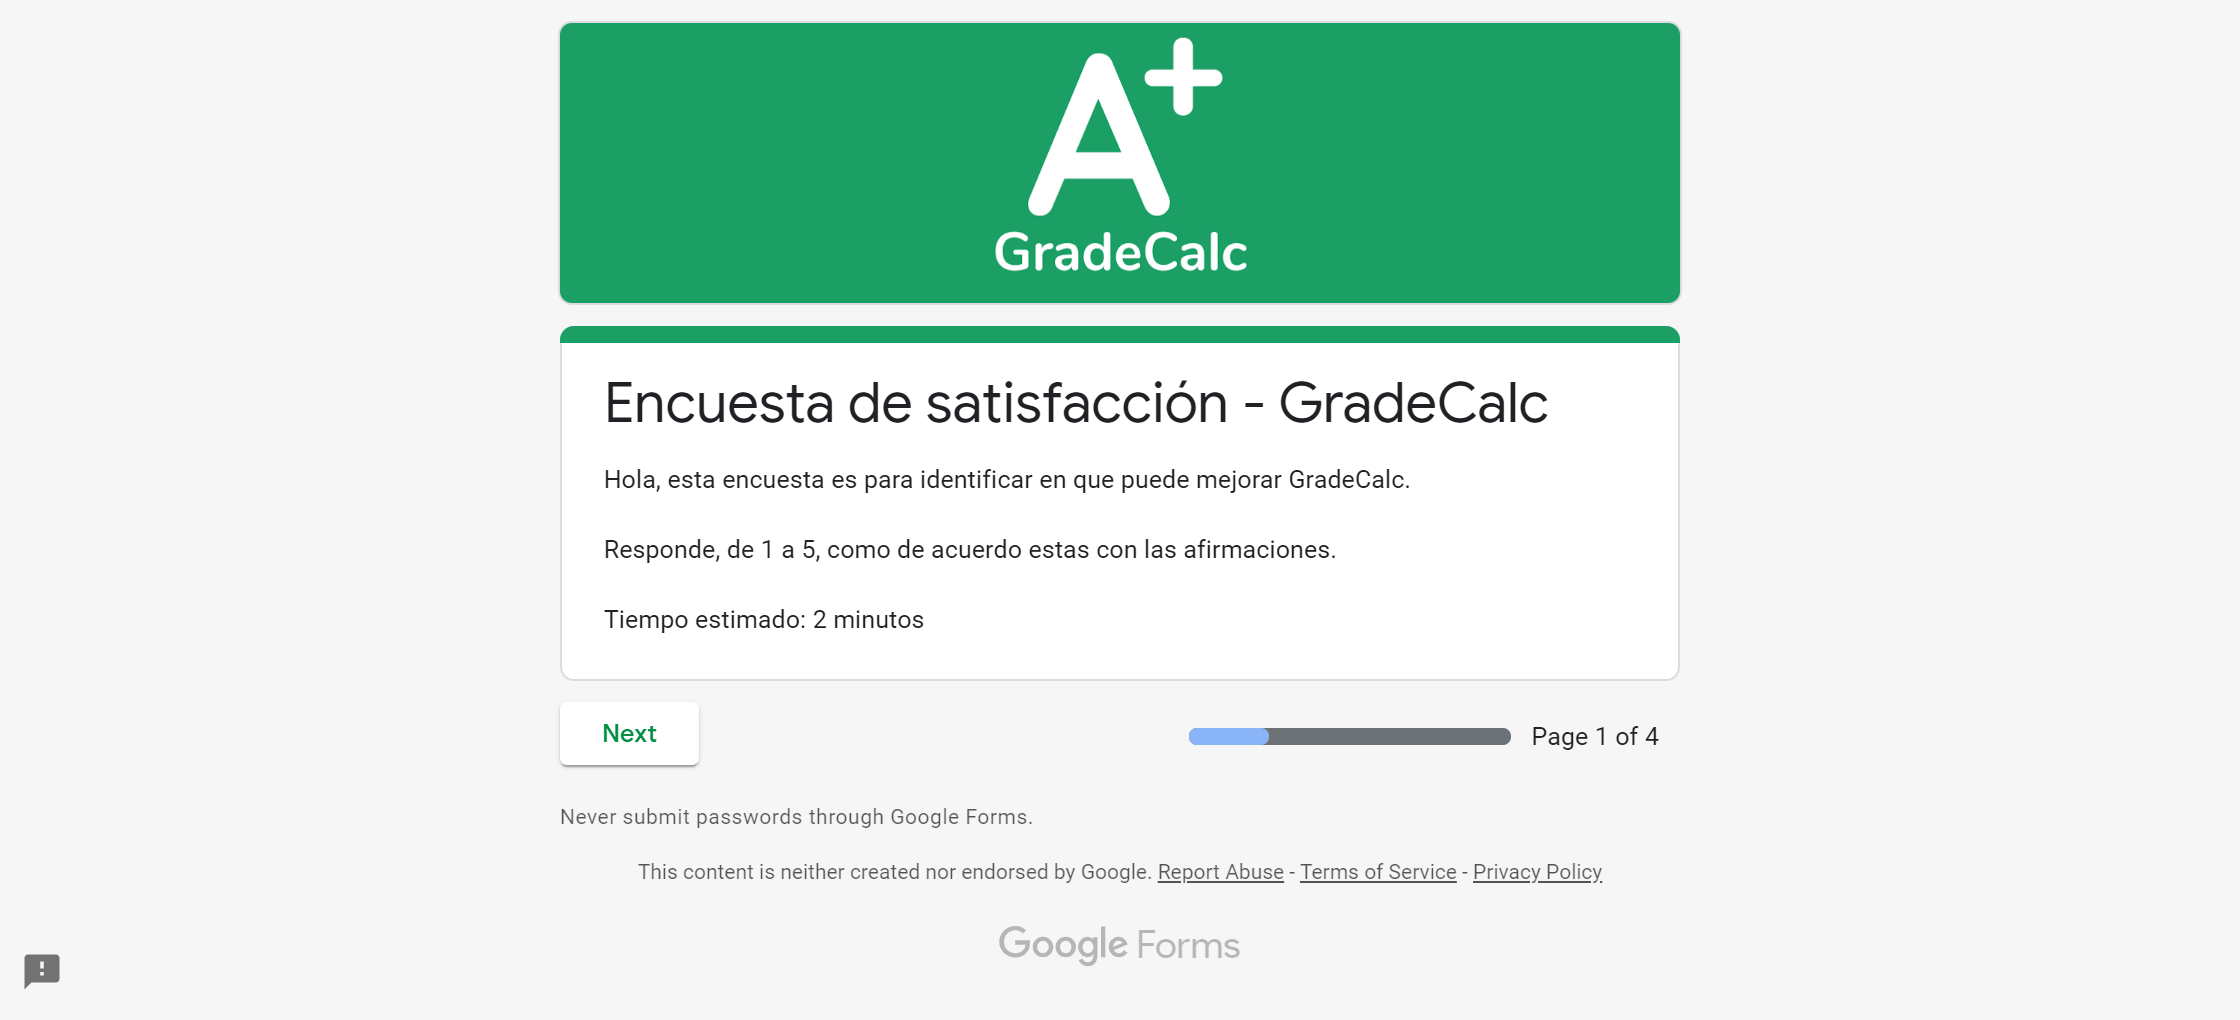 A+
GradeCalc
Encuesta de satisfacción - GradeCalc
Hola, esta encuesta es para identificar en que puede mejorar GradeCalc.
Responde, de 1 a 5, como de acuerdo estas con las afirmaciones.
Tiempo estimado: 2 minutos
Next
Page 1 of 4
Never submit passwords through Google Forms.
This content is neither created nor endorsed by Google. Report Abuse - Terms of Service - Privacy Policy
Google Forms